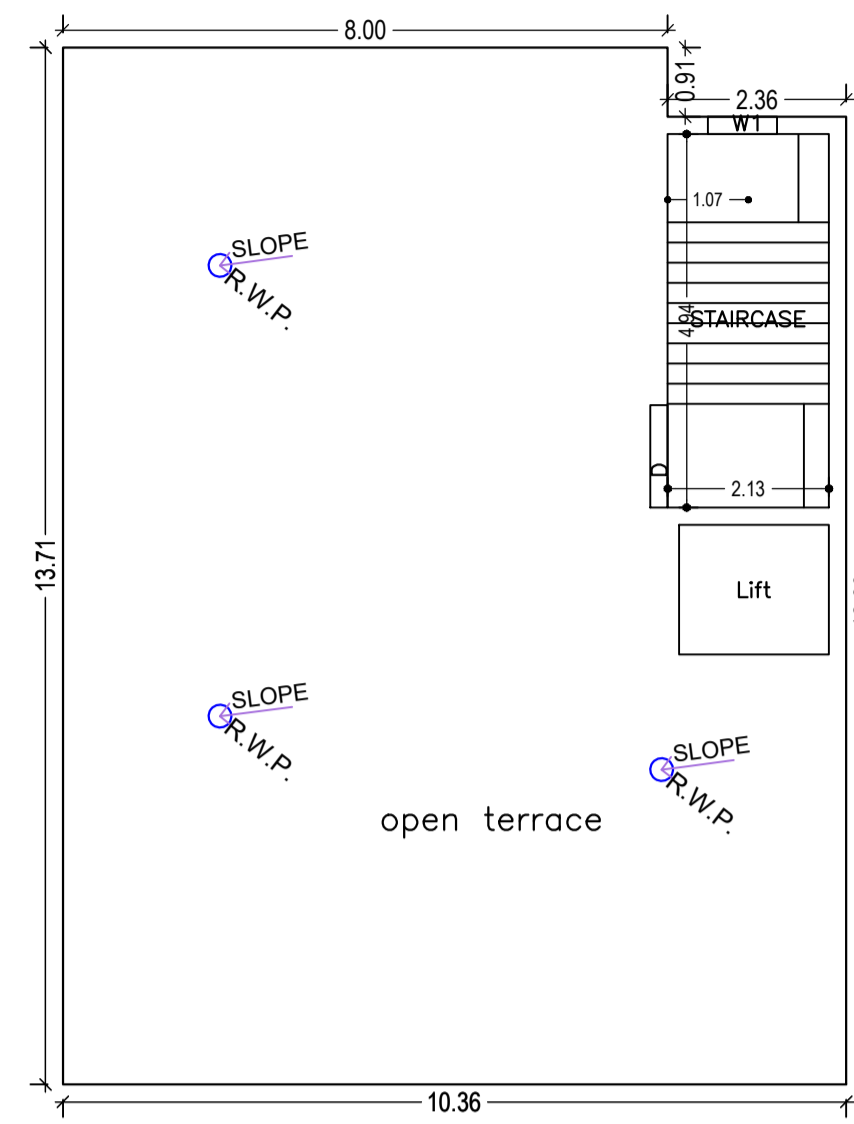 8.00
0.91
2.36
W1
1.07
SLOPE
R.W.P.
4.94
STAIRCASE
D
2.13
13.71
Lift
SLOPE
R.W.P.
SLOPE
R.W.P.
open terrace
10.36